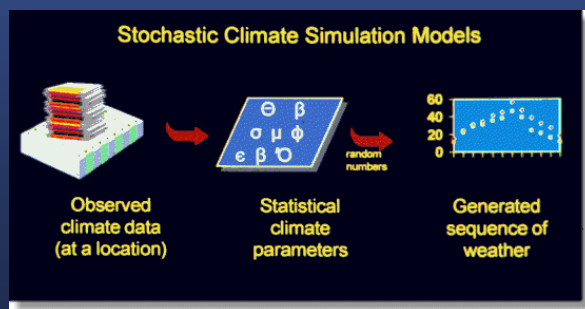 Stochastic Climate Simulation Models
Θ β
σ μ ϕ
random
numbers
60
40
20
0
Observed
climate data
(at a location)
Statistical
climate
parameters
Generated
sequence of
weather